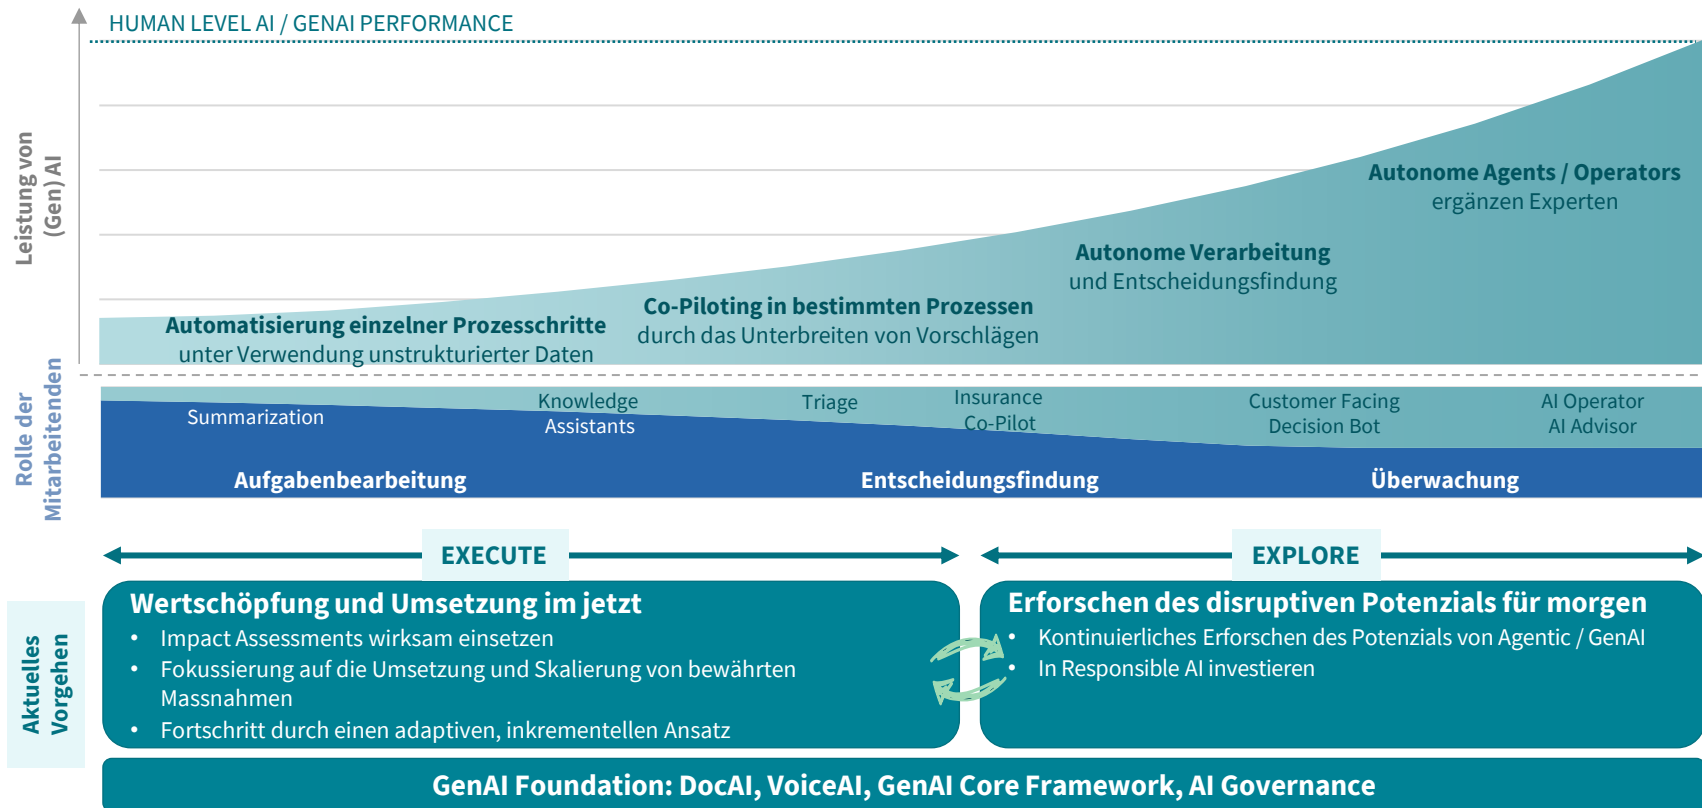 HUMAN LEVEL AI / GENAI PERFORMANCE
Leistung von
(Gen) AI
Autonome Agents / Operators
ergänzen Experten
Autonome Verarbeitung
und Entscheidungsfindung
Co-Piloting in bestimmten Prozessen
durch das Unterbreiten von Vorschlägen
Automatisierung einzelner Prozesschritte
unter Verwendung unstrukturierter Daten
Rolle der
Mitarbeitenden
Summarization
Knowledge
Assistants
Triage
Insurance
Co-Pilot
Customer Facing
Decision Bot
AI Operator
AI Advisor
Aufgabenbearbeitung
Entscheidungsfindung
Überwachung
EXECUTE
EXPLORE
Aktuelles
Vorgehen
Wertschöpfung und Umsetzung im jetzt
• Impact Assessments wirksam einsetzen
• Fokussierung auf die Umsetzung und Skalierung von bewährten
Massnahmen
• Fortschritt durch einen adaptiven, inkrementellen Ansatz
Erforschen des disruptiven Potenzials für morgen
• Kontinuierliches Erforschen des Potenzials von Agentic / GenAI
• In Responsible AI investieren
GenAI Foundation: DocAI, VoiceAI, GenAI Core Framework, AI Governance